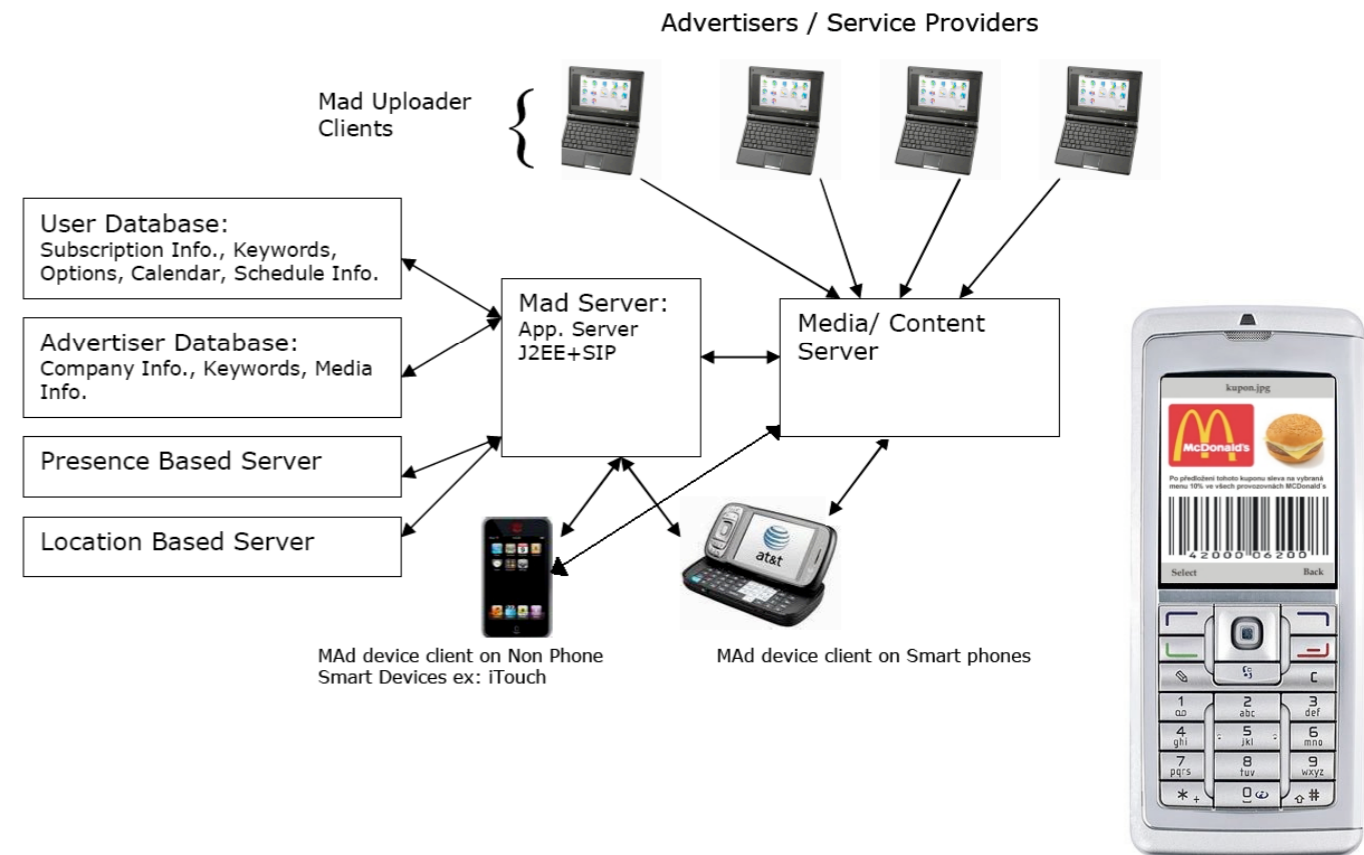 Advertisers / Service Providers
Mad Uploader
Clients
User Database:
Subscription Info., Keywords,
Options, Calendar, Schedule Info.
Advertiser Database:
Company Info., Keywords, Media
Info.
Presence Based Server
Location Based Server
Mad Server:
App. Server
J2EE+SIP
Media/ Content
Server
at&t
MAd device client on Non Phone
Smart Devices ex: iTouch
MAd device client on Smart phones
kupon.jpg
McDonald's
Po předložení tohoto kuponu sleva na vybraná
menu 10% ve všech provozovnách MCDonald´s
42000 06200
Select Back
C
1 2 abc 3 def
4 ghi 5 jkl 6 mno
7 pqrs 8 tuv 9 wxyz
* + 0 #